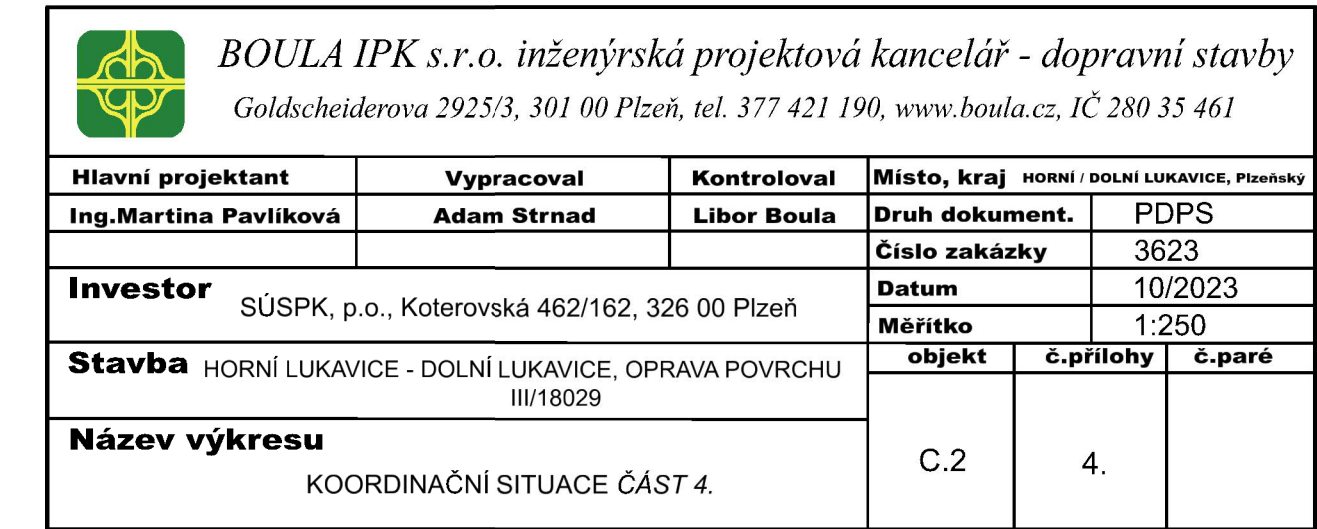 BOULA IPK s.r.o. inženýrská projektová kancelář - dopravní stavby
Goldscheiderova 2925/3, 301 00 Plzeň, tel. 377 421 190, www.boula.cz, IČ 280 35 461
Hlavní projektant Vypracoval Kontroloval Místo, kraj HORNÍ / DOLNÍ LUKAVICE, Plzeňský
Ing.Martina Pavlíková Adam Strnad Libor Boula Druh dokument. PDPS
Číslo zakázky 3623
Investor
SÚSPK, p.o., Koterovská 462/162, 326 00 Plzeň
Datum 10/2023
Měřítko 1:250
Stavba HORNÍ LUKAVICE - DOLNÍ LUKAVICE, OPRAVA POVRCHU
III/18029
objekt č.přílohy č.paré
Název výkresu
KOORDINAČNÍ SITUACE ČÁST 4.
C.2 4.